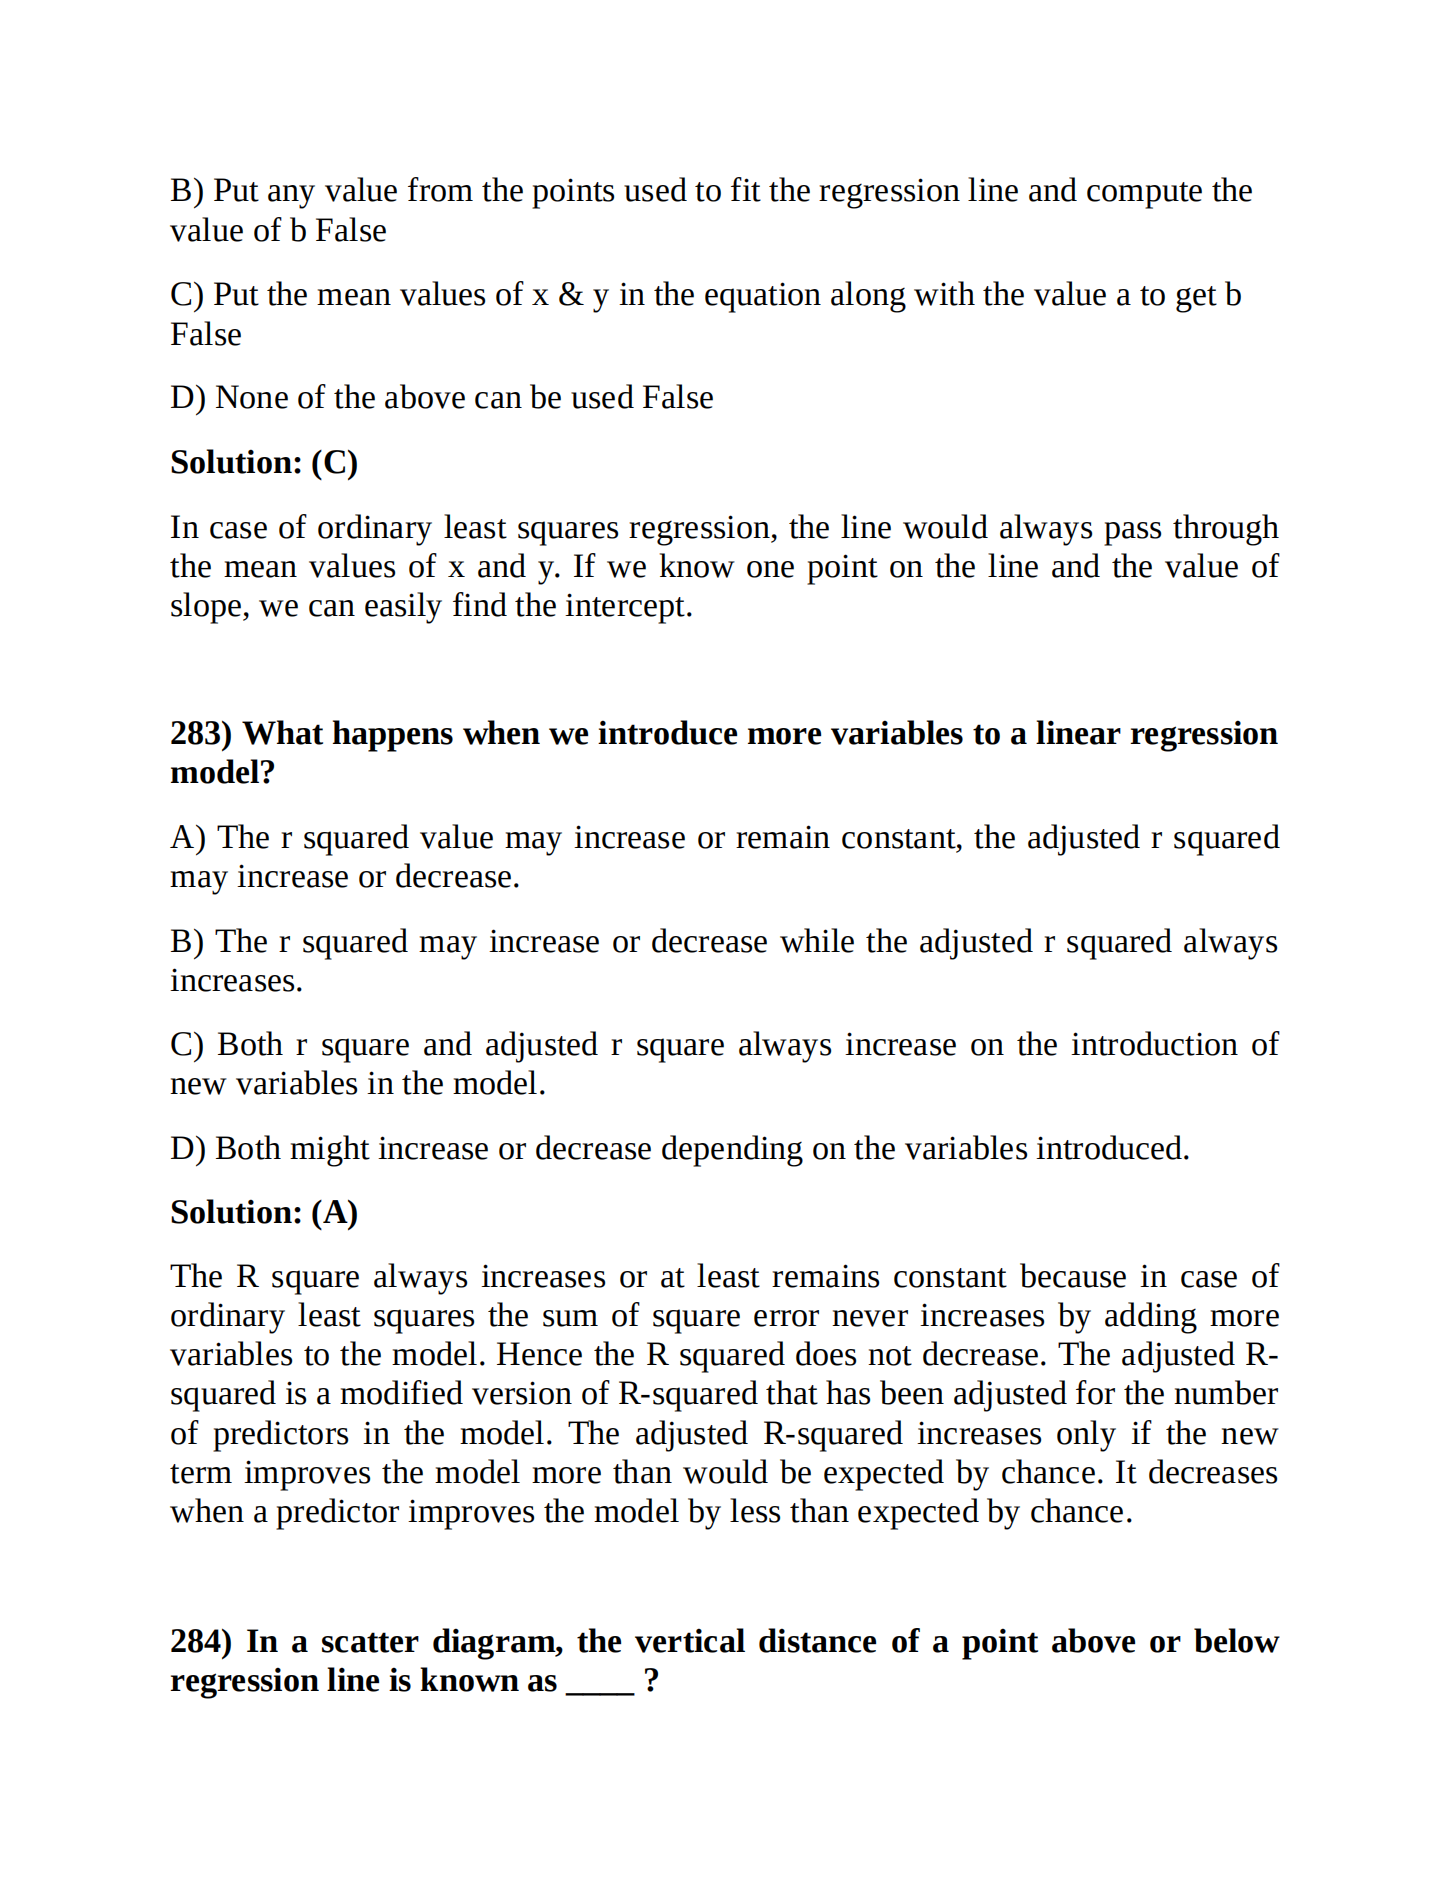 B) Put any value from the points used to fit the regression line and compute the
value of b False
C) Put the mean values of x & y in the equation along with the value a to get b
False
D) None of the above can be used False
Solution: (C)
In case of ordinary least squares regression, the line would always pass through
the mean values of x and y. If we know one point on the line and the value of
slope, we can easily find the intercept.
283) What happens when we introduce more variables to a linear regression
model?
A) The r squared value may increase or remain constant, the adjusted r squared
may increase or decrease.
B) The r squared may increase or decrease while the adjusted r squared always
increases.
C) Both r square and adjusted r square always increase on the introduction of
new variables in the model.
D) Both might increase or decrease depending on the variables introduced.
Solution: (A)
The R square always increases or at least remains constant because in case of
ordinary least squares the sum of square error never increases by adding more
variables to the model. Hence the R squared does not decrease. The adjusted R-
squared is a modified version of R-squared that has been adjusted for the number
of predictors in the model. The adjusted R-squared increases only if the new
term improves the model more than would be expected by chance. It decreases
when a predictor improves the model by less than expected by chance.
284) In a scatter diagram, the vertical distance of a point above or below
regression line is known as ____ ?